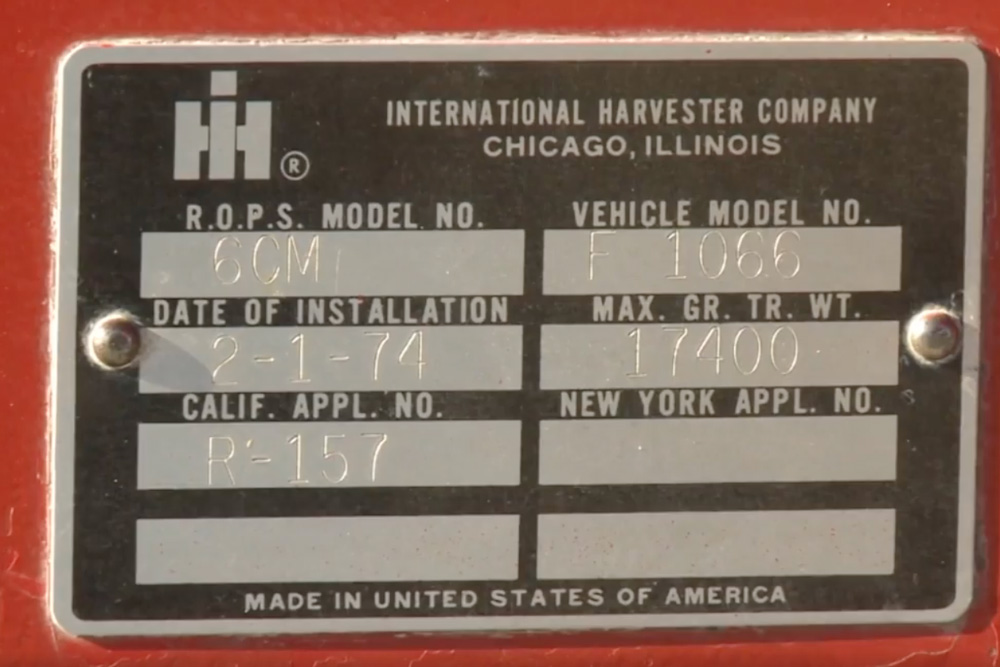 IH ®
INTERNATIONAL HARVESTER COMPANY
CHICAGO, ILLINOIS
R.O.P.S. MODEL NO. VEHICLE MODEL NO.
6CM F 1066
DATE OF INSTALLATION MAX. GR. TR. WT.
2-1-74 17400
CALIF. APPL. NO. NEW YORK APPL. NO.
R-157
MADE IN UNITED STATES OF AMERICA